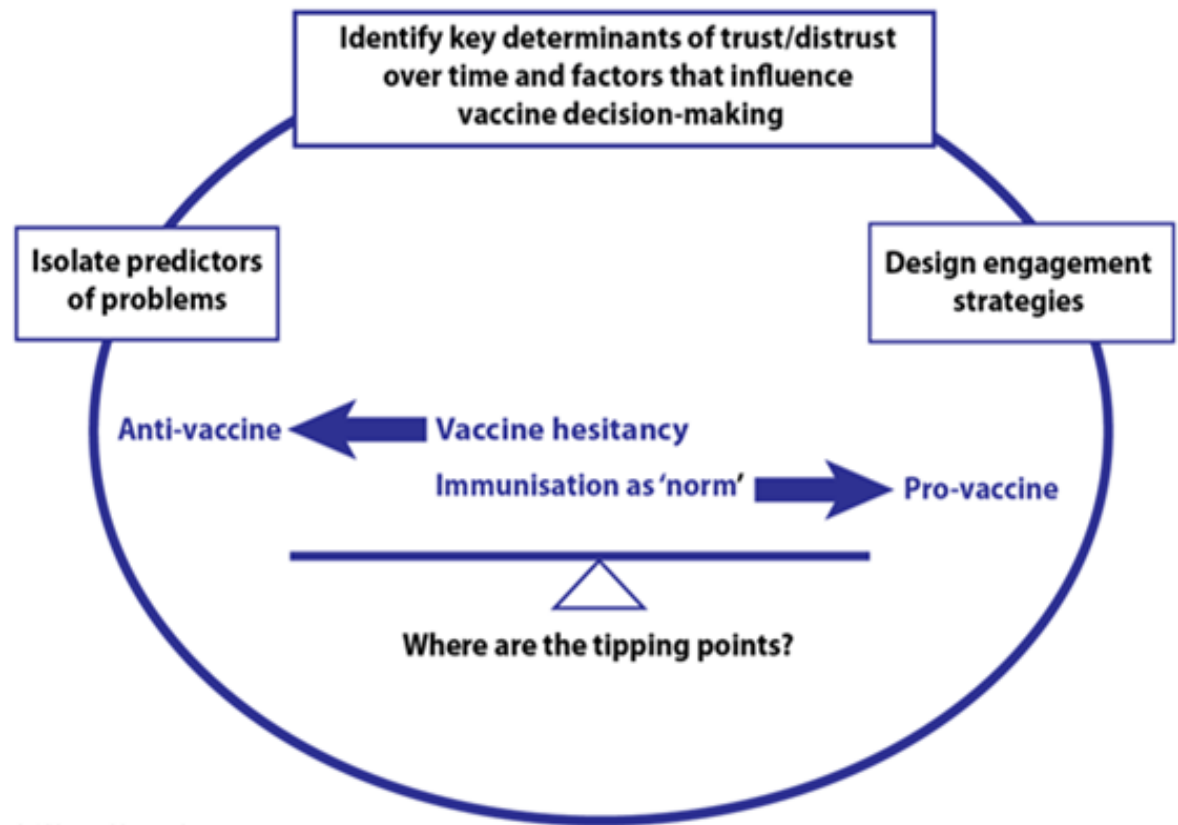 Identify key determinants of trust/distrust
over time and factors that influence
vaccine decision-making
Isolate predictors
of problems
Design engagement
strategies
Anti-vaccine
Vaccine hesitancy
Immunisation as ‘norm’
Pro-vaccine
Where are the tipping points?